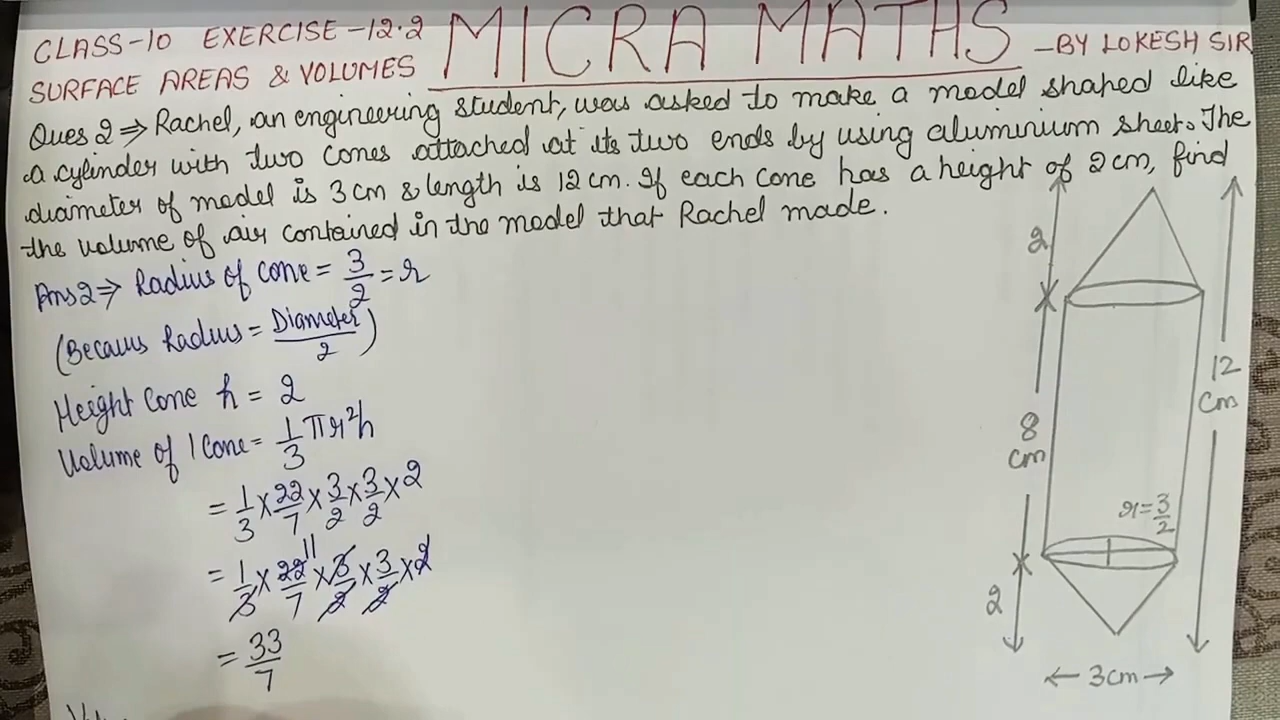 CLASS-10 EXERCISE-12.2 MICRA MATHS -BY LOKESH SIR
SURFACE AREAS & VOLUMES
Ques 2 ⇒ Rachel, an engineering student, was asked to make a model shaped like
a cylinder with two cones attached at its two ends by using aluminium sheet. The
diameter of model is 3 cm & length is 12 cm. If each cone has a height of 2 cm, find
the volume of air contained in the model that Rachel made.
Ans 2 ⇒ Radius of cone = 3/2 = r
(Becaus Radius = Diameter/2)
Height Cone h = 2
Volume of 1 Cone = 1/3 πr²h
= 1/3 × 22/7 × 3/2 × 3/2 × 2
= 1/3 × 22/7 × 3/2 × 3/2 × 2
11
= 33/7
2
8
cm
2
12
cm
r = 3/2
← 3cm →